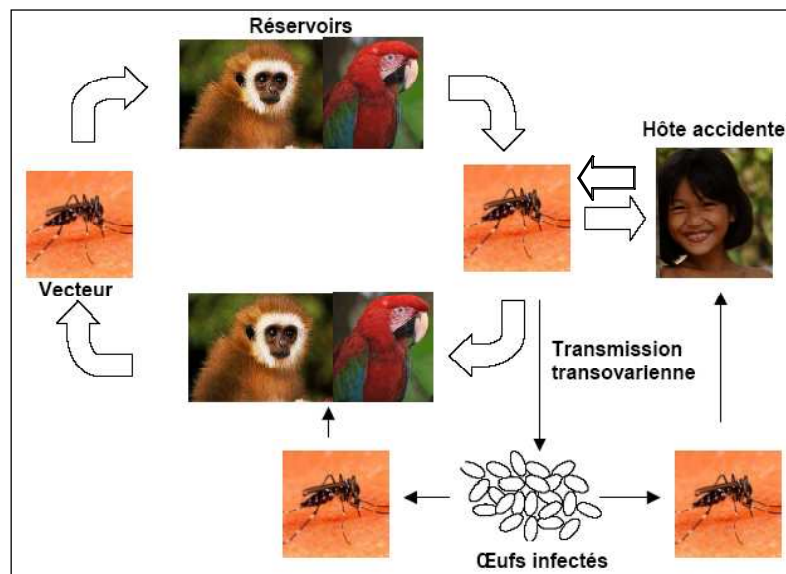 Réservoirs
Hôte accidente
Vecteur
Transmission
transovarienne
Œufs infectés